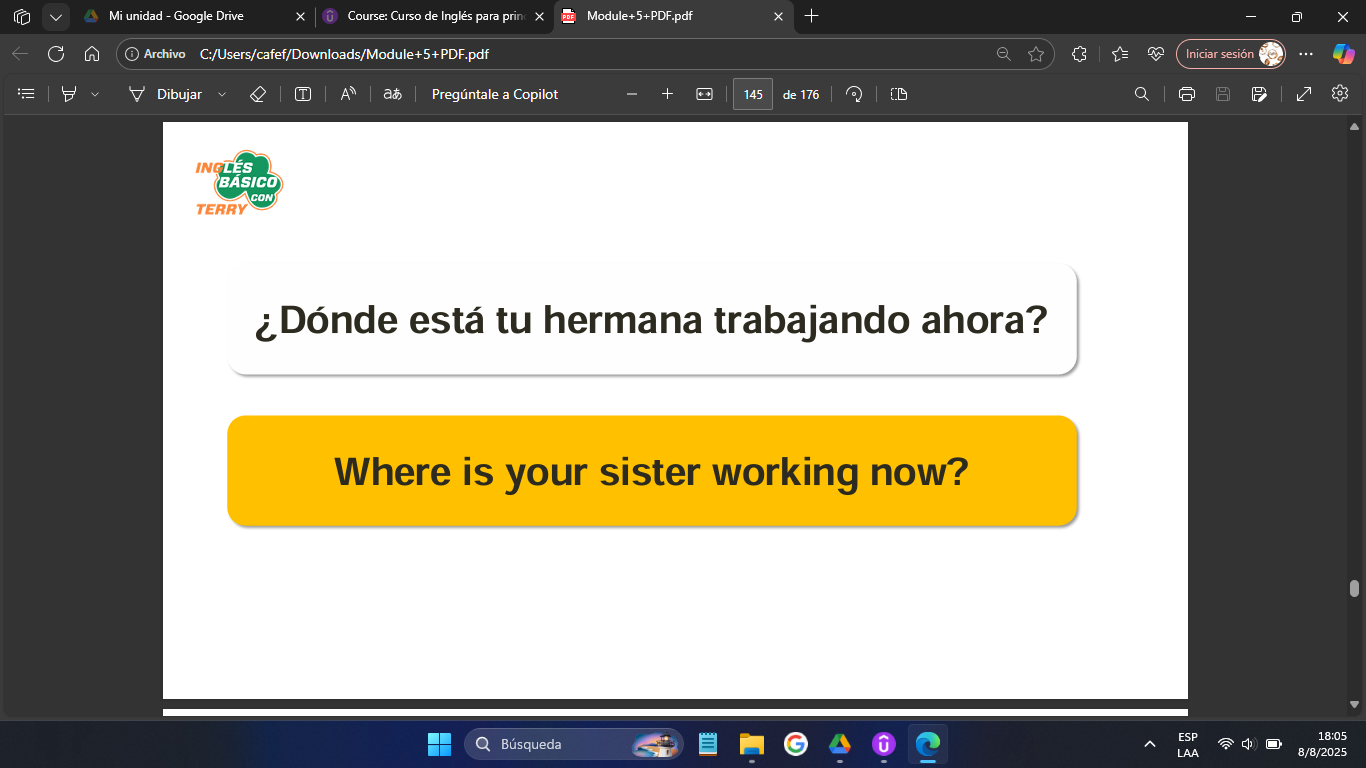 Mi unidad - Google Drive
Course: Curso de Inglés para prin
Module+5+PDF.pdf
Archivo C:/Users/cafef/Downloads/Module+5+PDF.pdf
Iniciar sesión
Dibujar
aあ
Pregúntale a Copilot
145 de 176
INGLÉS
BÁSICO
CON
TERRY
¿Dónde está tu hermana trabajando ahora?
Where is your sister working now?
Búsqueda
ESP
LAA
18:05
8/8/2025